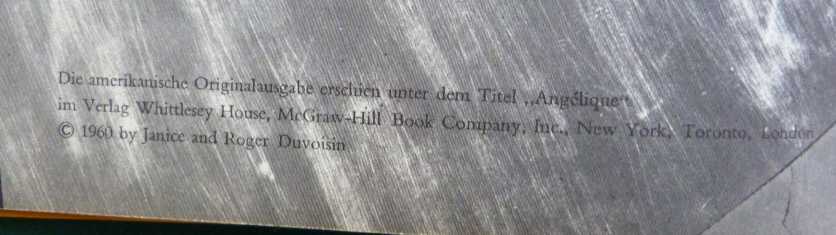 Die amerikanische Originalausgabe erschien unter dem Titel „Angélique“
im Verlag Whittlesey House, McGraw-Hill Book Company, Inc., New York, Toronto, London
© 1960 by Janice and Roger Duvoisin